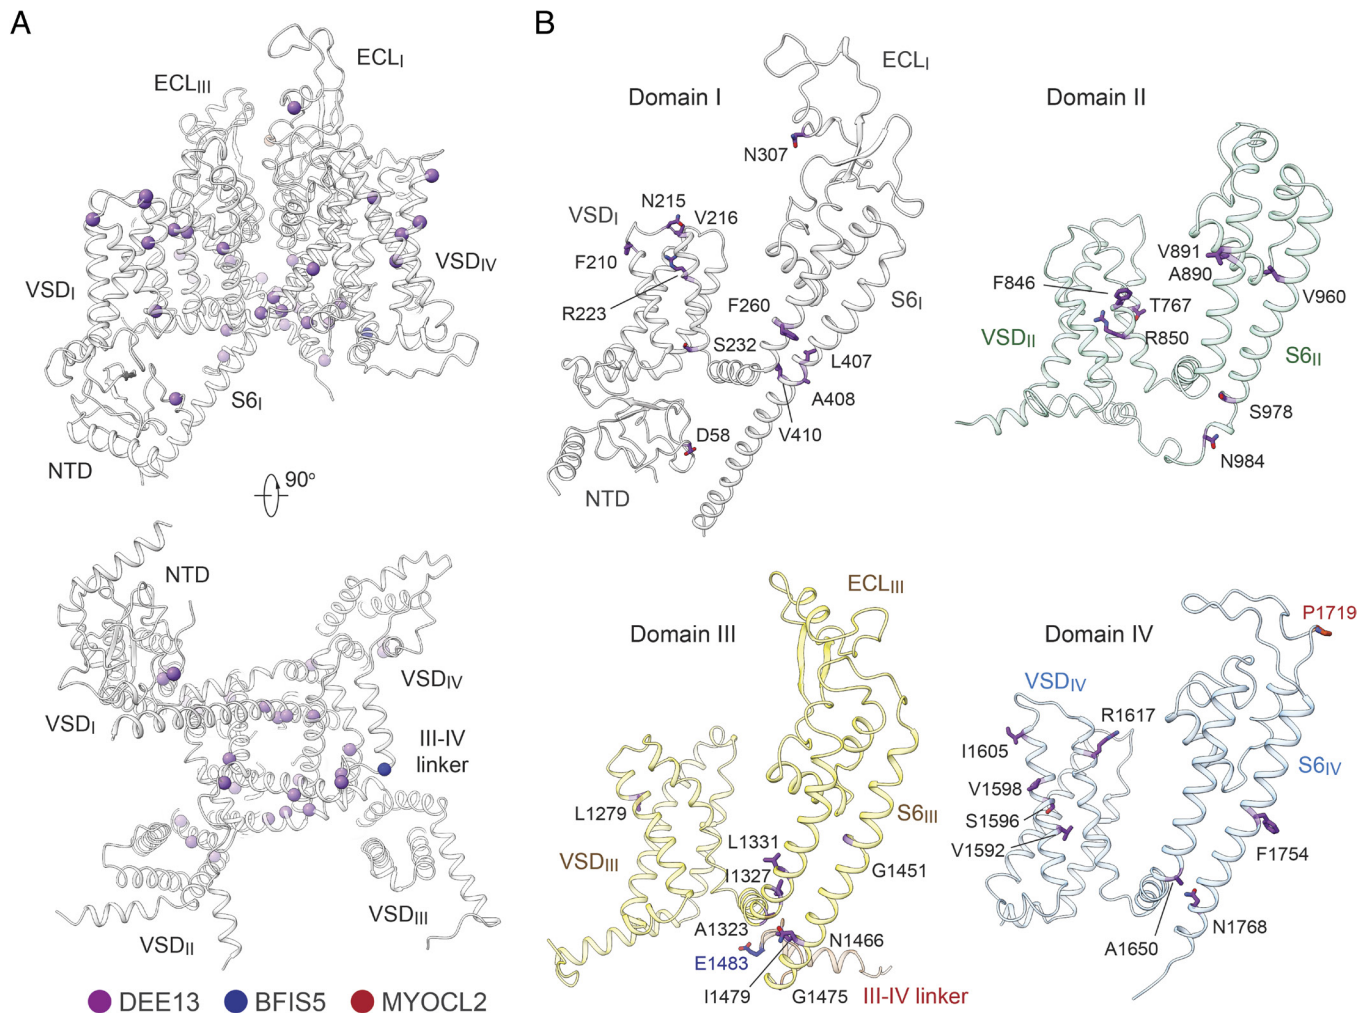 A
ECLI
ECLIII
VSDI
VSDIV
S6I
NTD
90°
NTD
VSDI
VSDIV
III-IV
linker
VSDII
VSDIII
DEE13
BFIS5
MYOCL2
B
Domain I
ECLI
N307
N215
V216
VSDI
F210
R223
F260
S6I
S232
L407
A408
D58
V410
NTD
Domain II
V891
A890
F846
T767
V960
VSDII
R850
S6II
S978
N984
Domain III
ECLIII
L1279
L1331
S6III
VSDIII
I1327
G1451
A1323
N1466
E1483
I1479
G1475
III-IV linker
Domain IV
P1719
VSDIV
R1617
I1605
S6IV
V1598
S1596
V1592
F1754
N1768
A1650